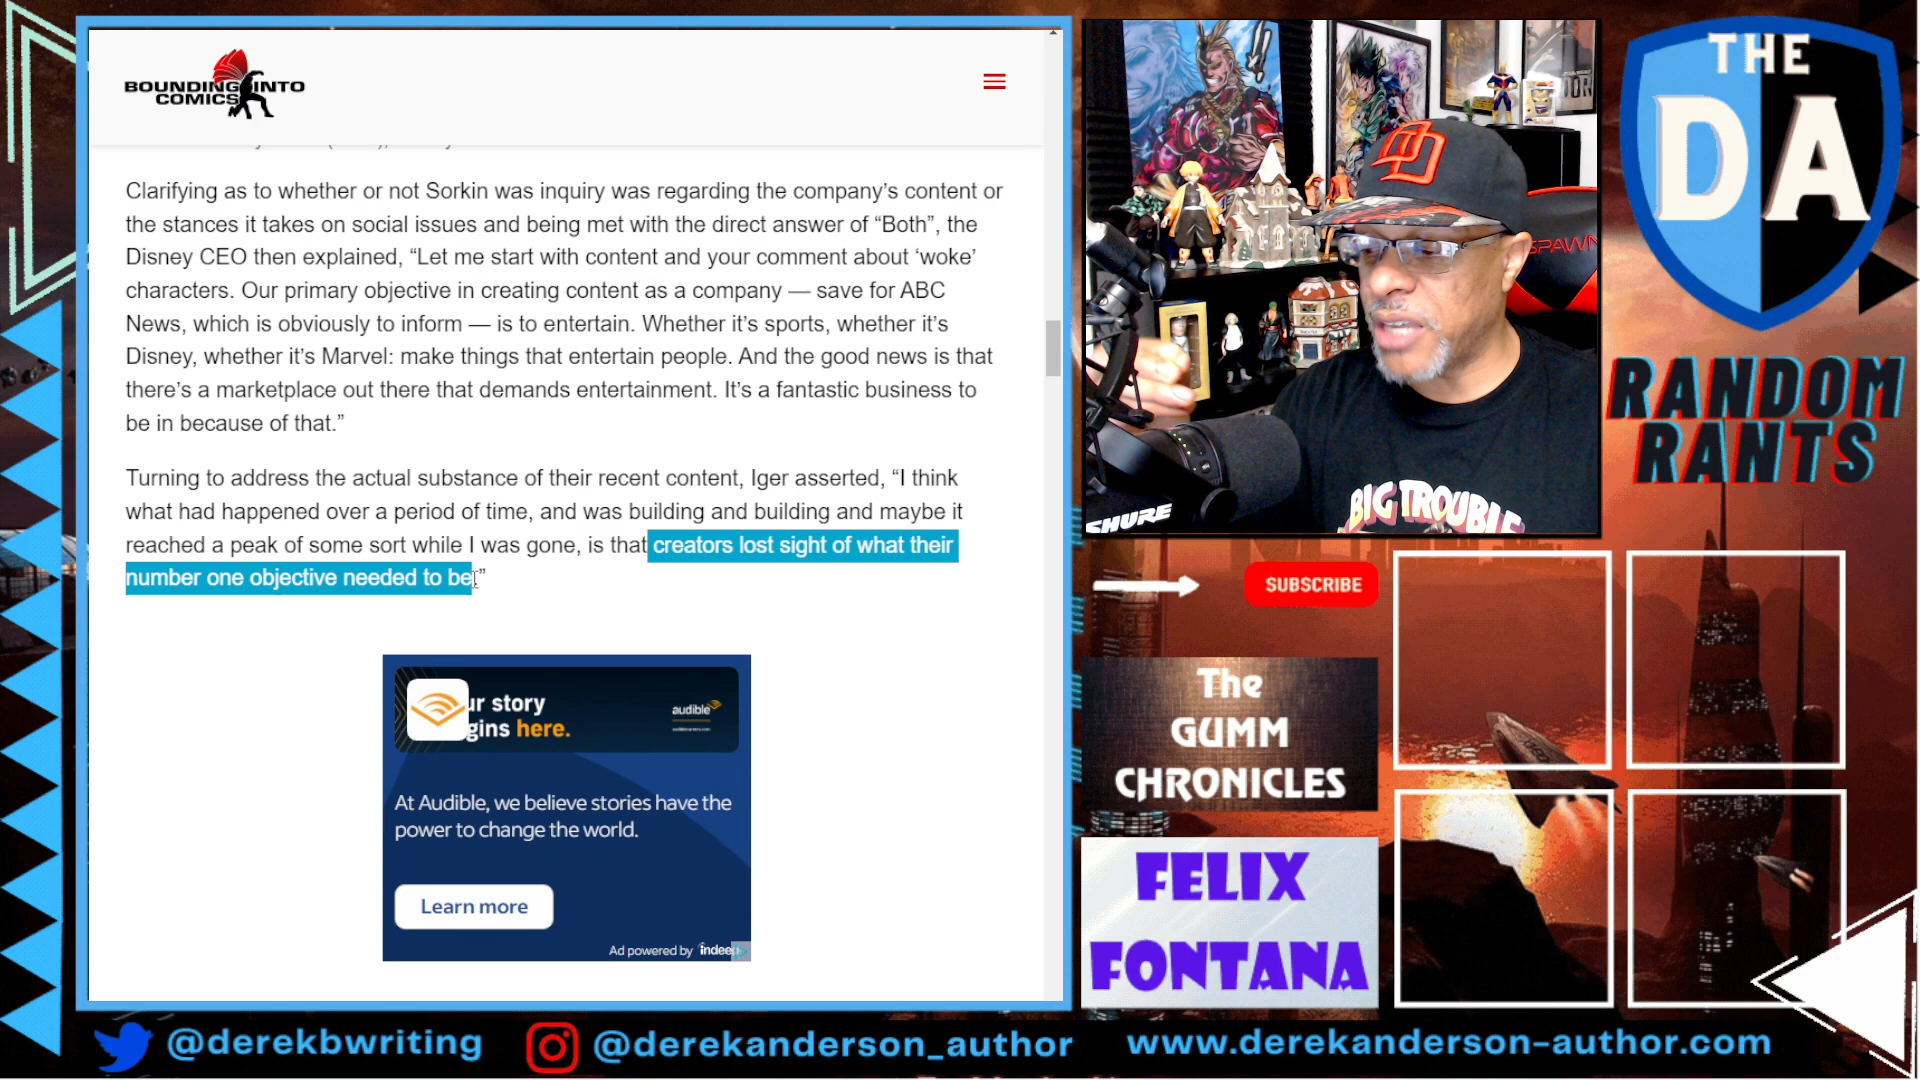 BOUNDING INTO
COMICS
Clarifying as to whether or not Sorkin was inquiry was regarding the company's content or
the stances it takes on social issues and being met with the direct answer of “Both”, the
Disney CEO then explained, “Let me start with content and your comment about ‘woke’
characters. Our primary objective in creating content as a company — save for ABC
News, which is obviously to inform — is to entertain. Whether it’s sports, whether it’s
Disney, whether it’s Marvel: make things that entertain people. And the good news is that
there’s a marketplace out there that demands entertainment. It’s a fantastic business to
be in because of that.”
Turning to address the actual substance of their recent content, Iger asserted, “I think
what had happened over a period of time, and was building and building and maybe it
reached a peak of some sort while I was gone, is that creators lost sight of what their
number one objective needed to be.”
ur story
gins here.
audible
At Audible, we believe stories have the
power to change the world.
Learn more
Ad powered by
SPAWN
SHURE
BIG TROUBLE
THE
DA
RANDOM
RANTS
SUBSCRIBE
The
GUMM
CHRONICLES
FELIX
FONTANA
@derekbwriting
@derekanderson_author
www.derekanderson-author.com